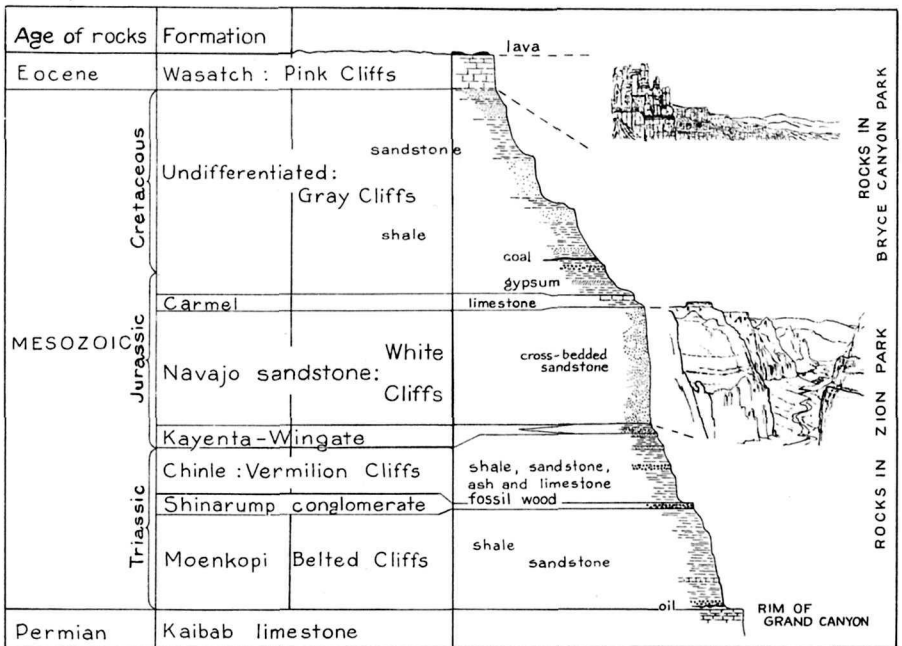 Age of rocks Formation
lava
Eocene Wasatch : Pink Cliffs
Cretaceous
sandstone
Undifferentiated:
Gray Cliffs
shale
coal
gypsum
Carmel limestone
MESOZOIC
Jurassic
White
Navajo sandstone:
Cliffs
cross-bedded
sandstone
Kayenta-Wingate
Triassic
Chinle : Vermilion Cliffs
shale, sandstone,
ash and limestone
fossil wood
Shinarump conglomerate
Moenkopi Belted Cliffs
shale
sandstone
oil
RIM OF
GRAND CANYON
Permian Kaibab limestone
ROCKS IN
BRYCE CANYON PARK
ROCKS IN ZION PARK